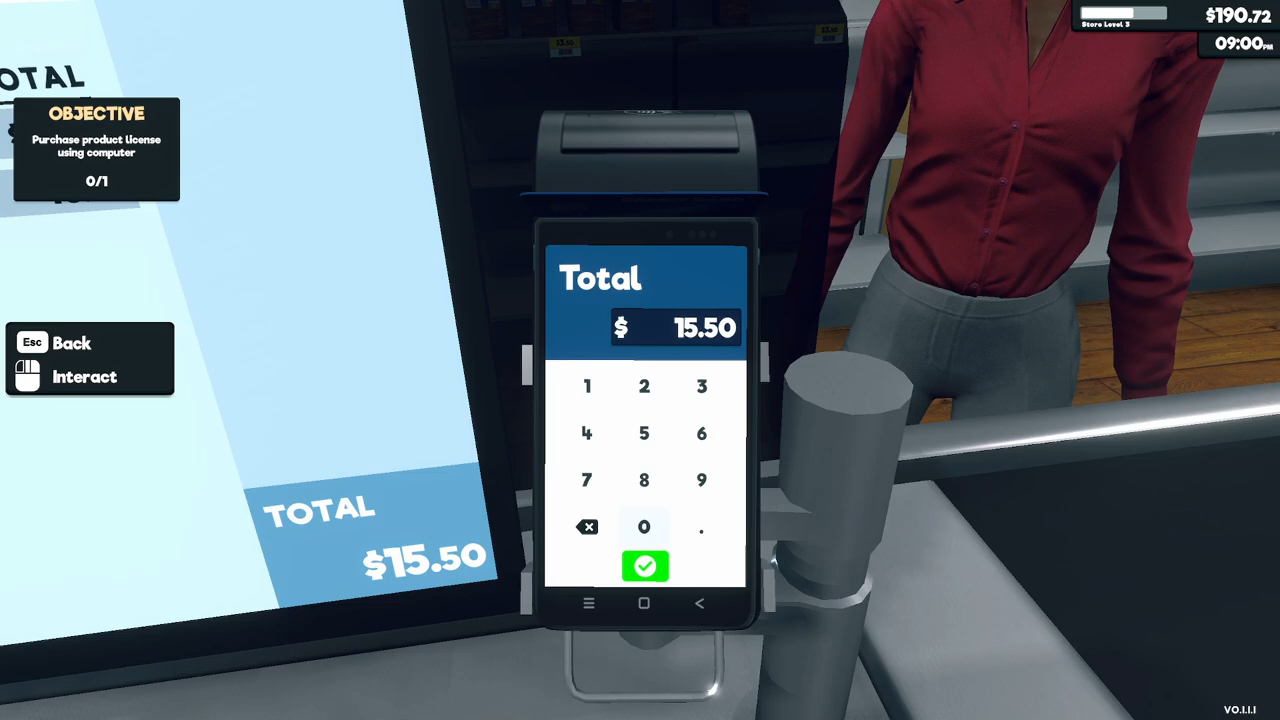 OTAL
OBJECTIVE
Purchase product license
using computer
0/1
Esc Back
Interact
TOTAL
$15.50
Total
$ 15.50
1 2 3
4 5 6
7 8 9
0 .
$3.50
Store Level 3
$190.72
09:00PM
V0.1.1.1